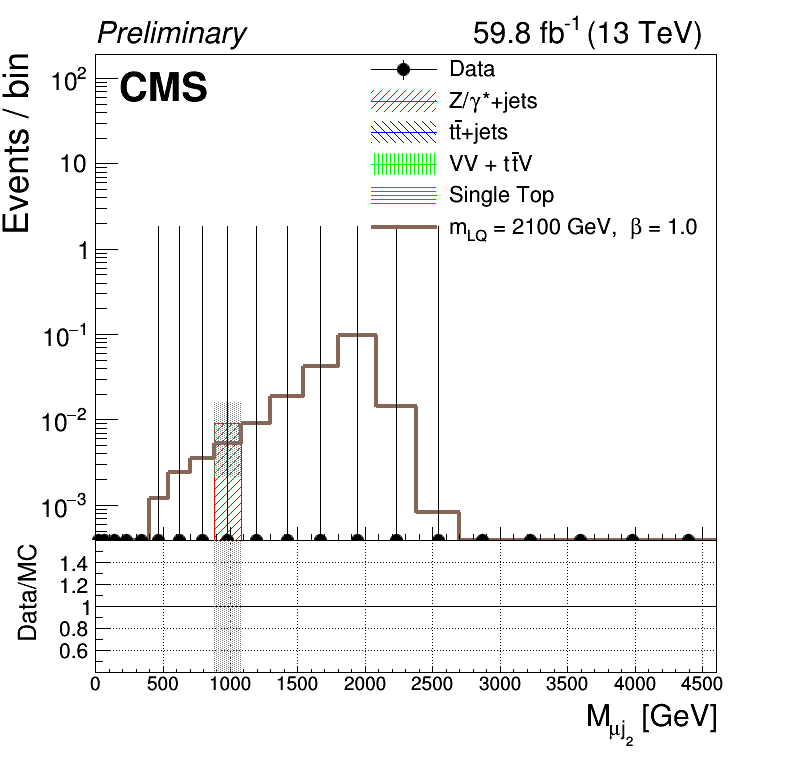 Preliminary 59.8 fb-1 (13 TeV)
CMS
Data
Z/γ*+jets
tt̄+jets
VV + tt̄V
Single Top
mLQ = 2100 GeV, β = 1.0
Events / bin
10²
10
1
10⁻¹
10⁻²
10⁻³
Data/MC
1.4
1.2
1
0.8
0.6
0 500 1000 1500 2000 2500 3000 3500 4000 4500
Mμj2 [GeV]